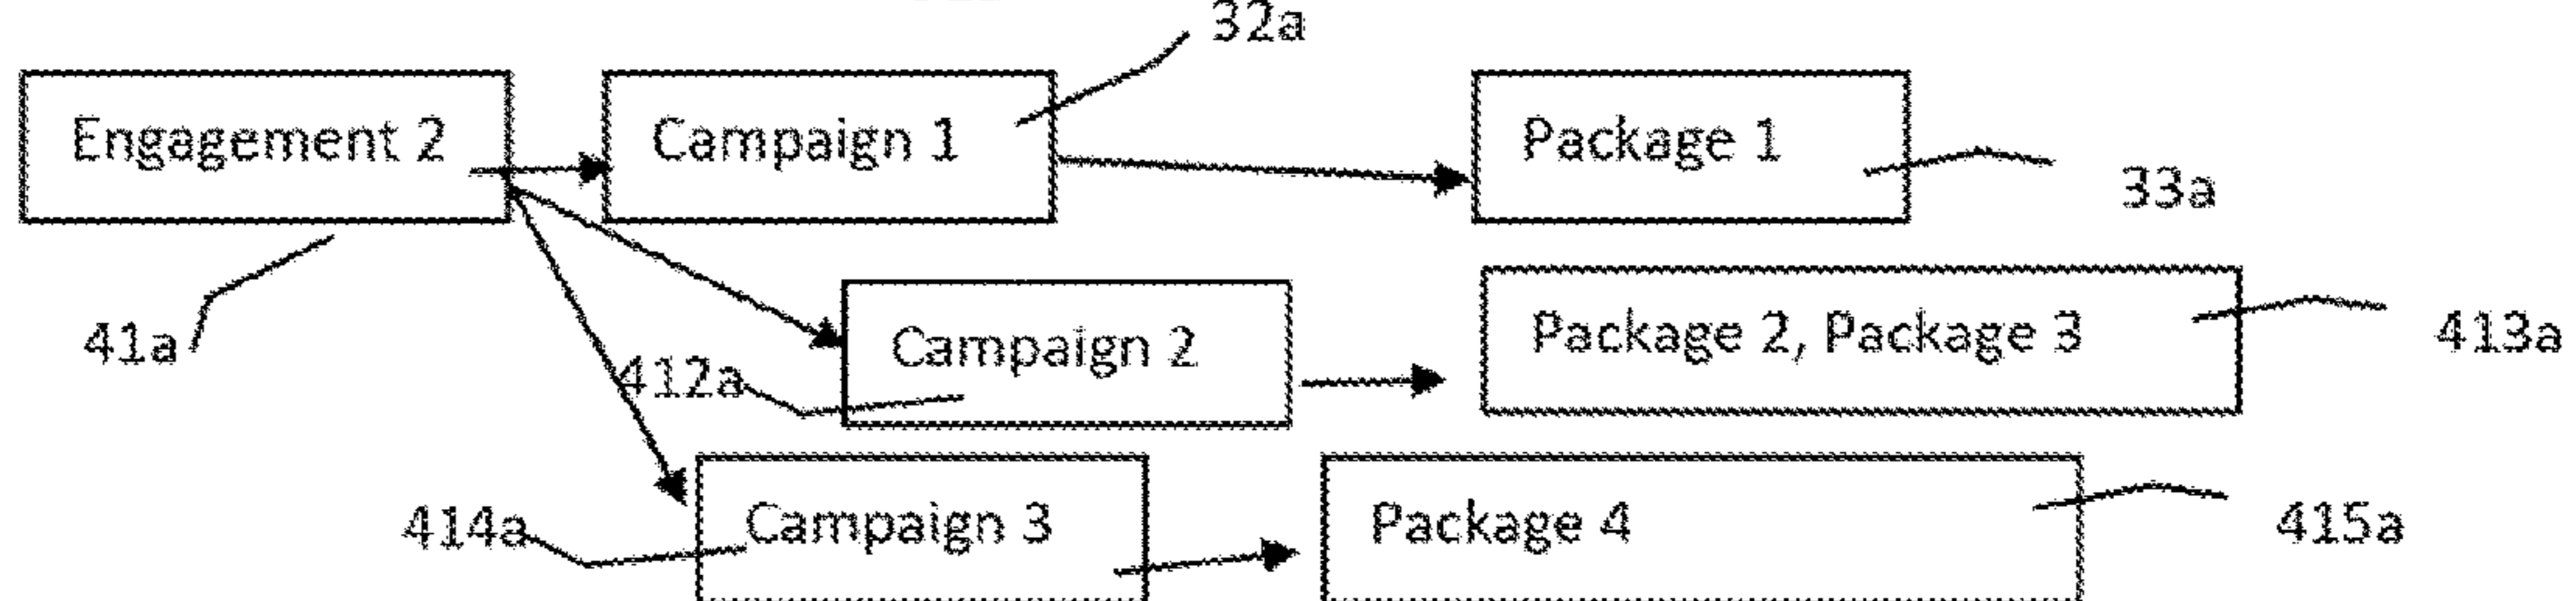 32a
Engagement 2
Campaign 1
Package 1
33a
41a
412a
Campaign 2
Package 2, Package 3
413a
414a
Campaign 3
Package 4
415a